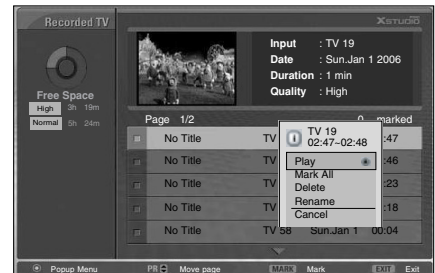 Recorded TV
XSTUDIO
Input : TV 19
Date : Sun.Jan 1 2006
Duration : 1 min
Quality : High
Free Space
High 3h 19m
Normal 5h 24m
Page 1/2 0 marked
No Title TV :47
No Title TV :46
No Title TV :23
No Title TV :18
No Title TV 58 Sun.Jan 1 00:04
TV 19
02:47~02:48
Play
Mark All
Delete
Rename
Cancel
Popup Menu PR Move page MARK Mark EXIT Exit